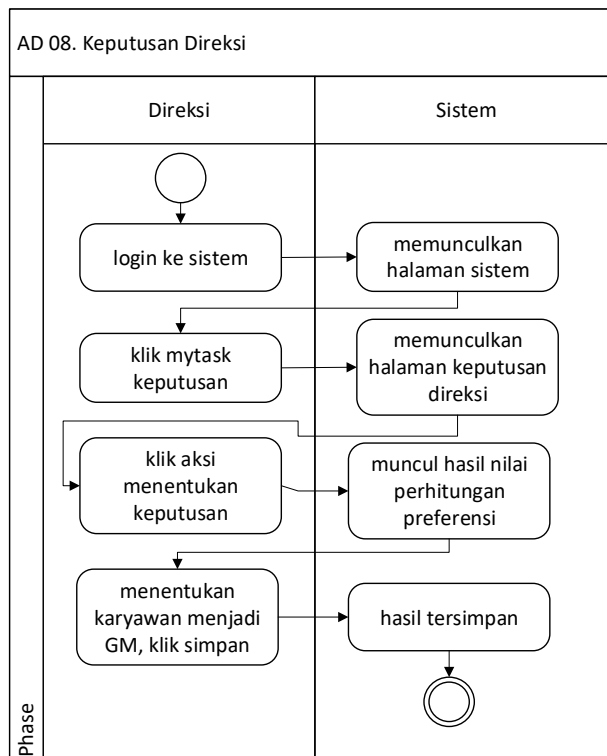 AD 08. Keputusan Direksi
Direksi
Sistem
login ke sistem
memunculkan
halaman sistem
klik mytask
keputusan
memunculkan
halaman keputusan
direksi
klik aksi
menentukan
keputusan
muncul hasil nilai
perhitungan
preferensi
menentukan
karyawan menjadi
GM, klik simpan
hasil tersimpan
Phase